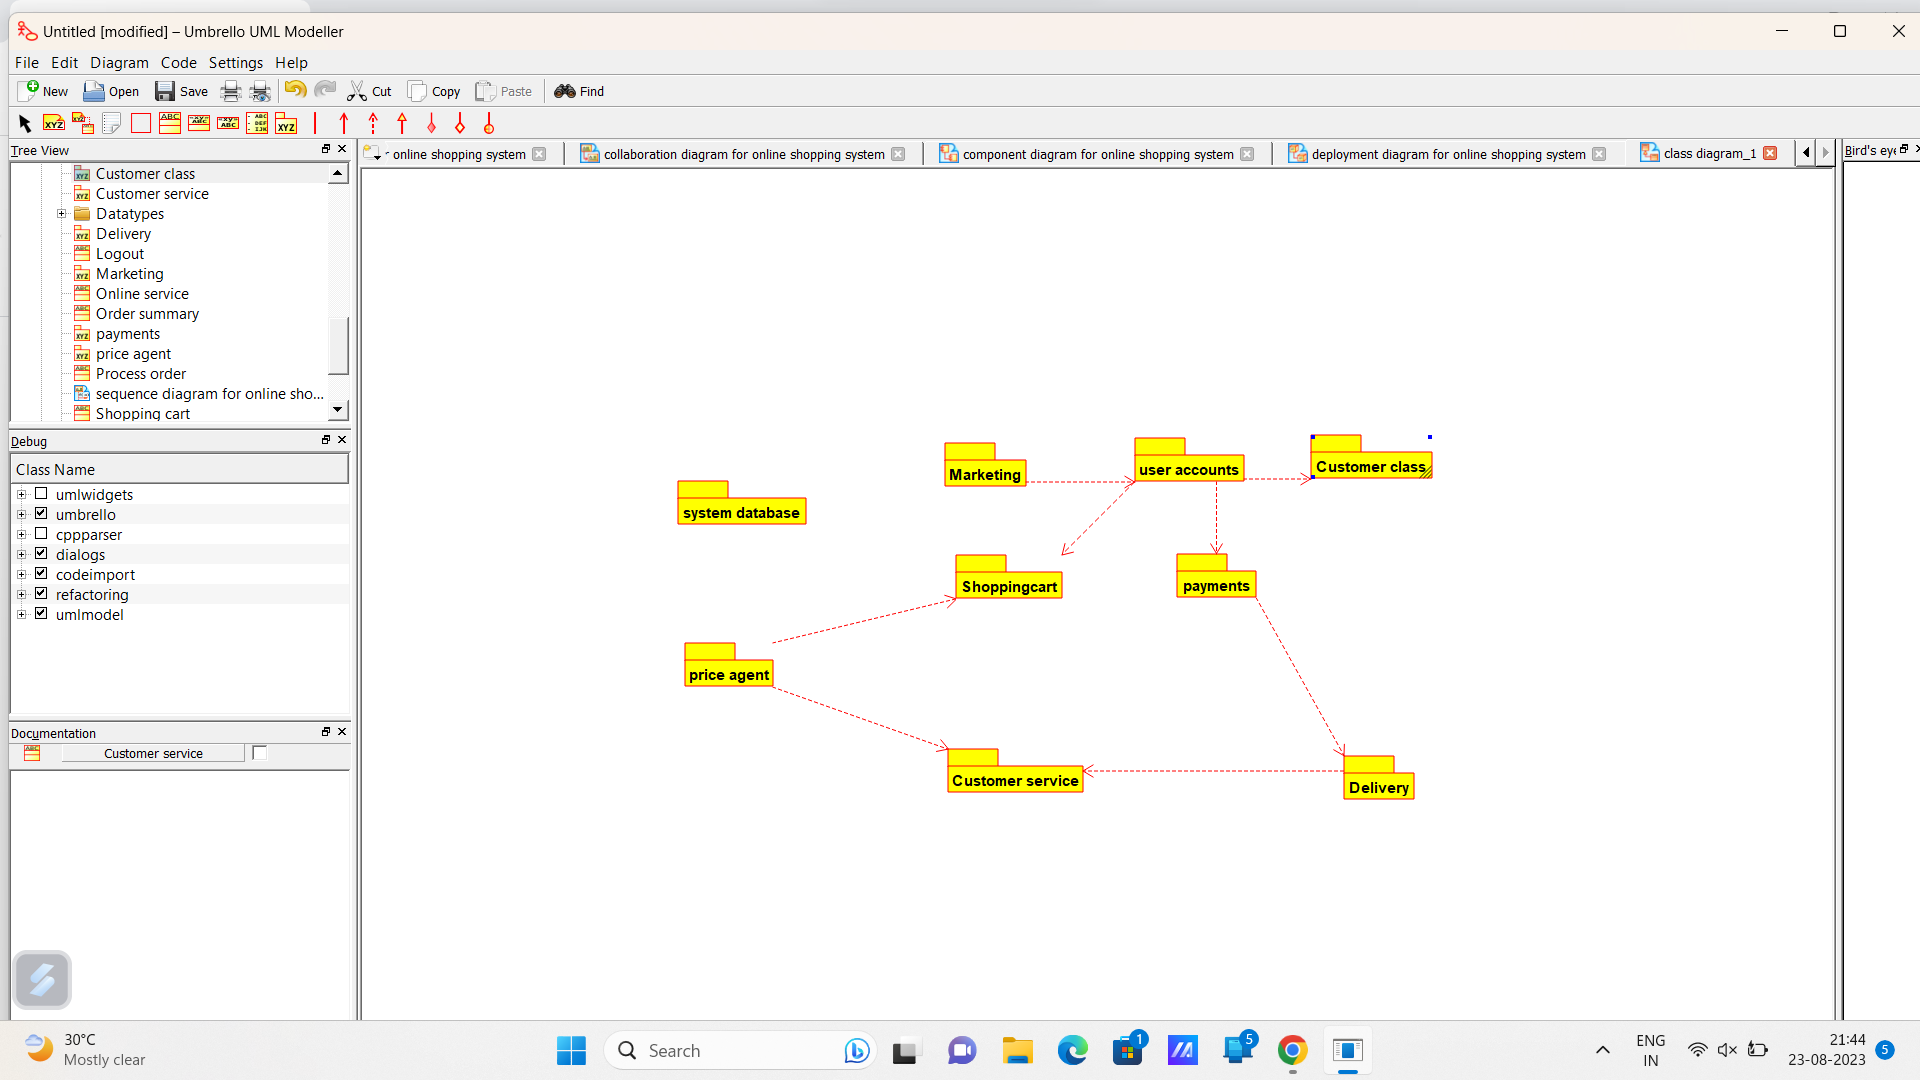 Untitled [modified] – Umbrello UML Modeller
File Edit Diagram Code Settings Help
New Open Save Cut Copy Paste Find
Tree View
r online shopping system
collaboration diagram for online shopping system
component diagram for online shopping system
deployment diagram for online shopping system
class diagram_1
Bird's eye
Customer class
Customer service
Datatypes
Delivery
Logout
Marketing
Online service
Order summary
payments
price agent
Process order
sequence diagram for online sho...
Shopping cart
Debug
Class Name
umlwidgets
umbrello
cppparser
dialogs
codeimport
refactoring
umlmodel
Documentation
Customer service
Marketing
user accounts
Customer class
system database
Shoppingcart
payments
price agent
Customer service
Delivery
30°C
Mostly clear
Search
1
5
ENG
IN
21:44
23-08-2023
5